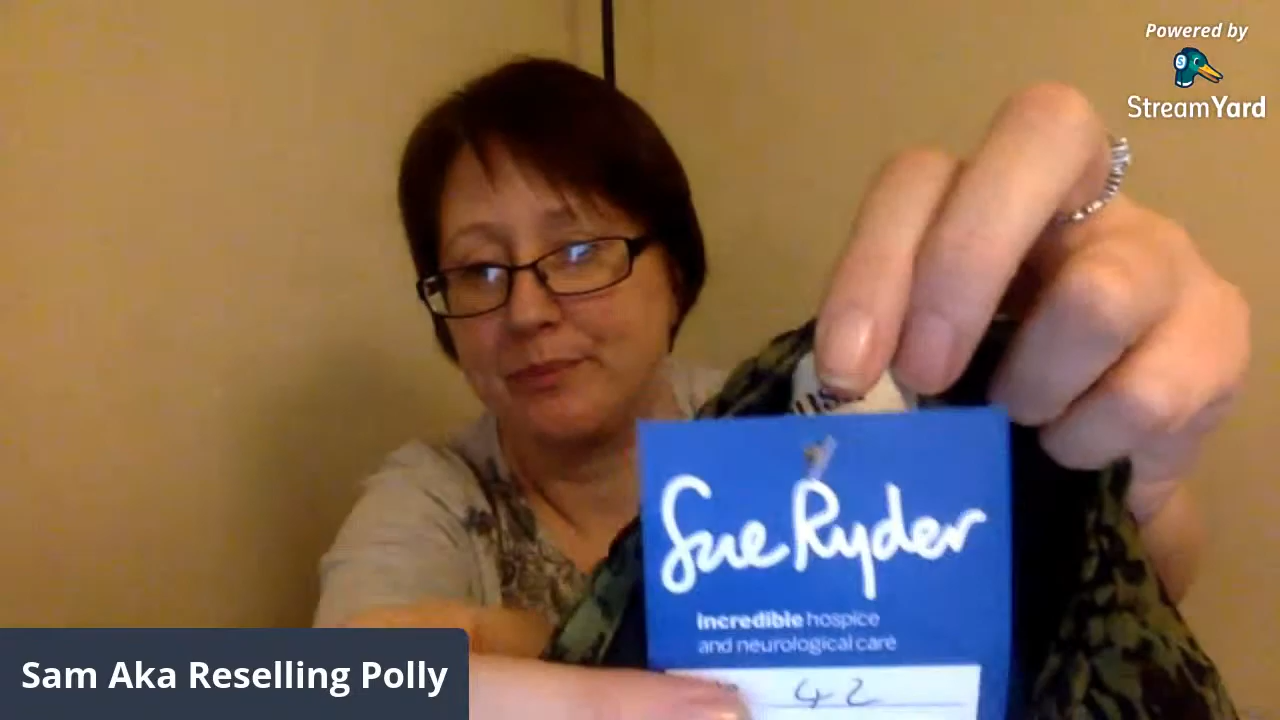 Powered by
StreamYard
Sue Ryder
incredible hospice
and neurological care
42
Sam Aka Reselling Polly